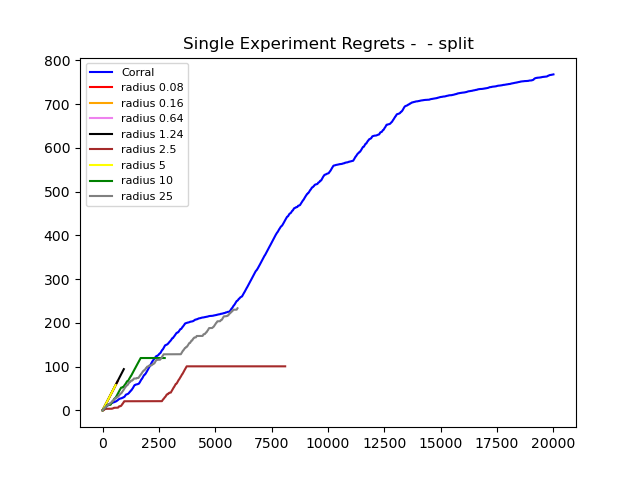 Single Experiment Regrets -  - split
800
700
600
500
400
300
200
100
0
Corral
radius 0.08
radius 0.16
radius 0.64
radius 1.24
radius 2.5
radius 5
radius 10
radius 25
0 2500 5000 7500 10000 12500 15000 17500 20000